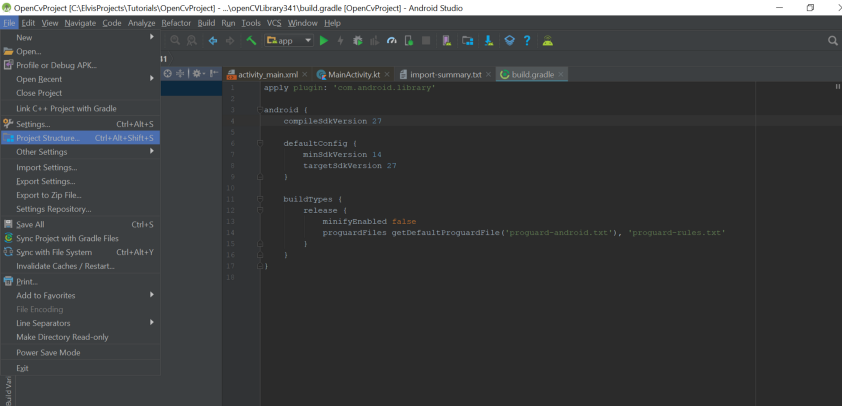 OpenCvProject [C:\ElvisProjects\Tutorials\OpenCvProject] - ...\openCVLibrary341\build.gradle [OpenCvProject] - Android Studio
File Edit View Navigate Code Analyze Refactor Build Run Tools VCS Window Help
app
New
Open...
Profile or Debug APK...
Open Recent
Close Project
Link C++ Project with Gradle
Settings... Ctrl+Alt+S
Project Structure... Ctrl+Alt+Shift+S
Other Settings
Import Settings...
Export Settings...
Export to Zip File...
Settings Repository...
Save All Ctrl+S
Sync Project with Gradle Files
Sync with File System Ctrl+Alt+Y
Invalidate Caches / Restart...
Print...
Add to Favorites
File Encoding
Line Separators
Make Directory Read-only
Power Save Mode
Exit
Build Vari
activity_main.xml MainActivity.kt import-summary.txt build.gradle
1 apply plugin: 'com.android.library'
2
3 android {
4 compileSdkVersion 27
5
6 defaultConfig {
7 minSdkVersion 14
8 targetSdkVersion 27
9 }
10
11 buildTypes {
12 release {
13 minifyEnabled false
14 proguardFiles getDefaultProguardFile('proguard-android.txt'), 'proguard-rules.txt'
15 }
16 }
17 }
18